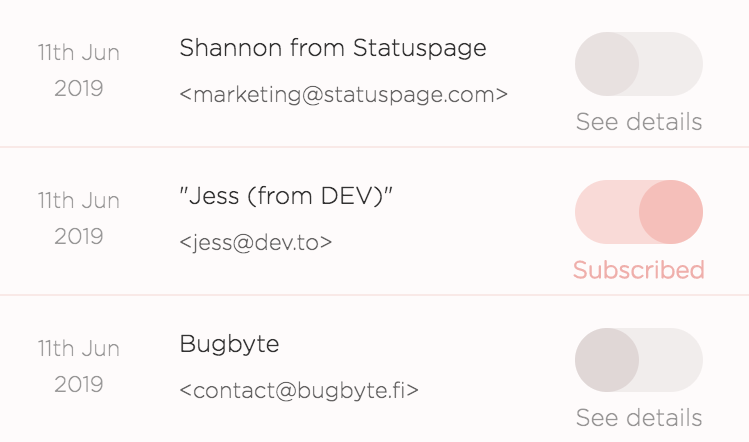 11th Jun
2019
Shannon from Statuspage
<marketing@statuspage.com>
See details
11th Jun
2019
"Jess (from DEV)"
<jess@dev.to>
Subscribed
11th Jun
2019
Bugbyte
<contact@bugbyte.fi>
See details